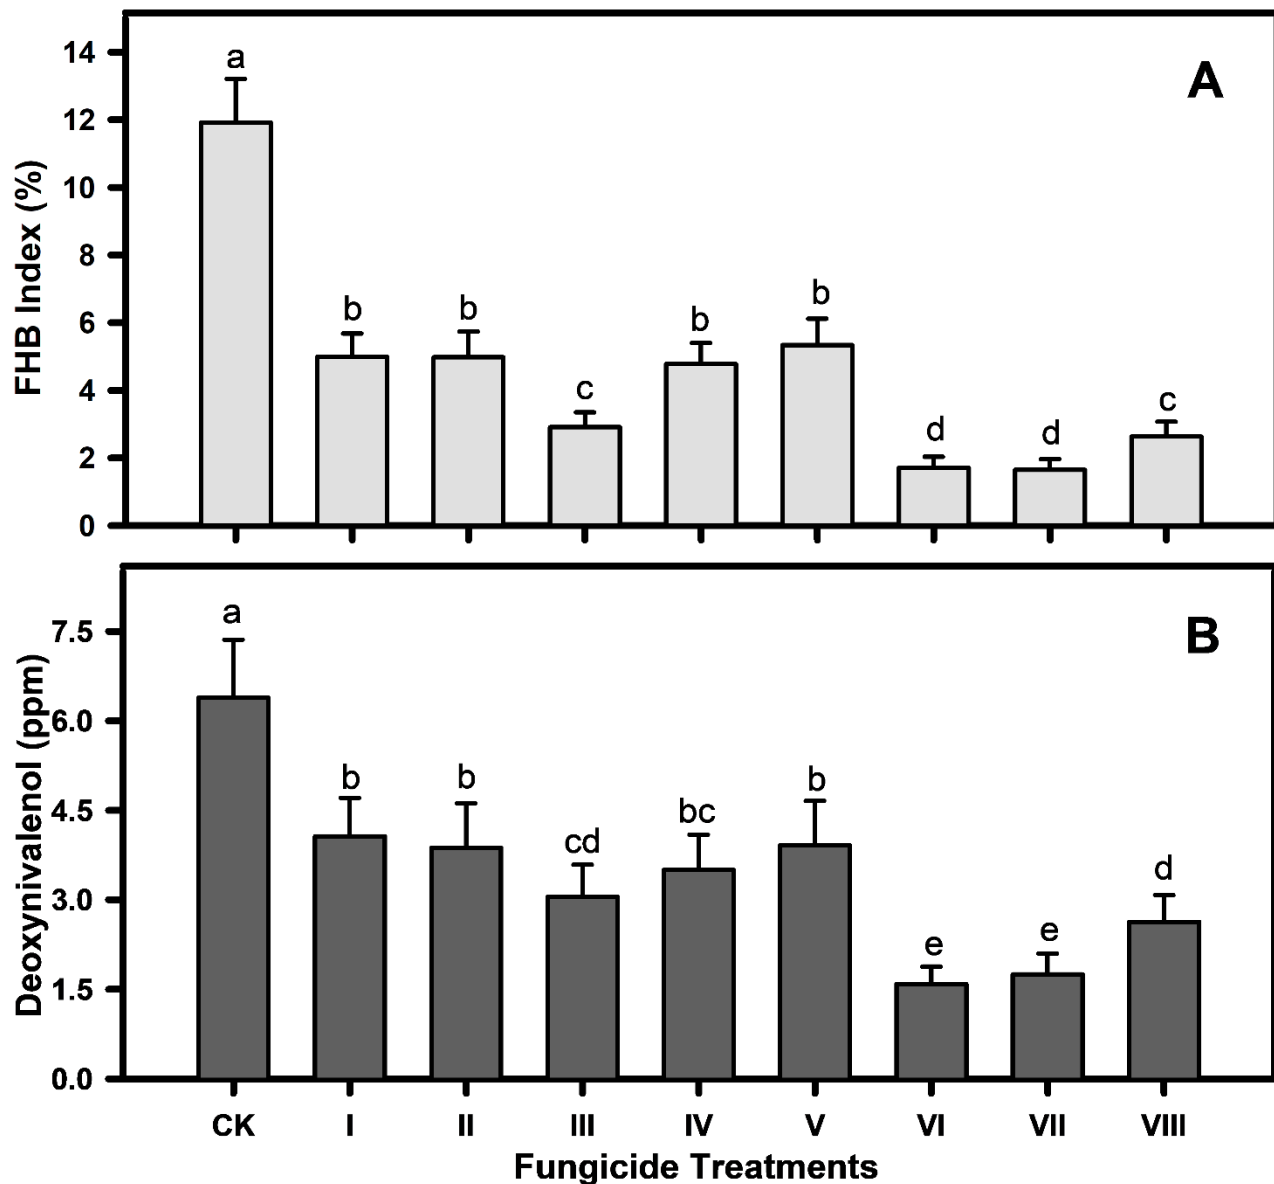 A
FHB Index (%)
14
12
10
8
6
4
2
0
a
b
b
c
b
b
d
d
c
B
Deoxynivalenol (ppm)
7.5
6.0
4.5
3.0
1.5
0.0
a
b
b
cd
bc
b
e
e
d
CK I II III IV V VI VII VIII
Fungicide Treatments